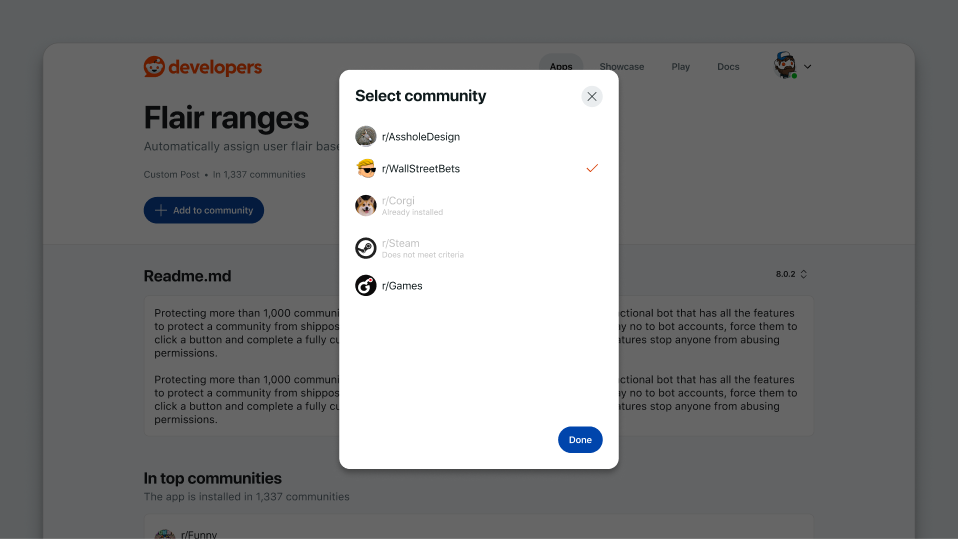 developers
Apps
Showcase
Play
Docs
Flair ranges
Automatically assign user flair base
Custom Post • in 1,337 communities
Add to community
Select community
r/AssholeDesign
r/WallStreetBets
r/Corgi
Already installed
r/Steam
Does not meet criteria
r/Games
Done
Readme.md
8.0.2
Protecting more than 1,000 communi ctional bot that has all the features
to protect a community from shippos y no to bot accounts, force them to
click a button and complete a fully cu atures stop anyone from abusing
permissions.
Protecting more than 1,000 communi ctional bot that has all the features
to protect a community from shippos y no to bot accounts, force them to
click a button and complete a fully cu atures stop anyone from abusing
permissions.
In top communities
The app is installed in 1,337 communities
r/Funny